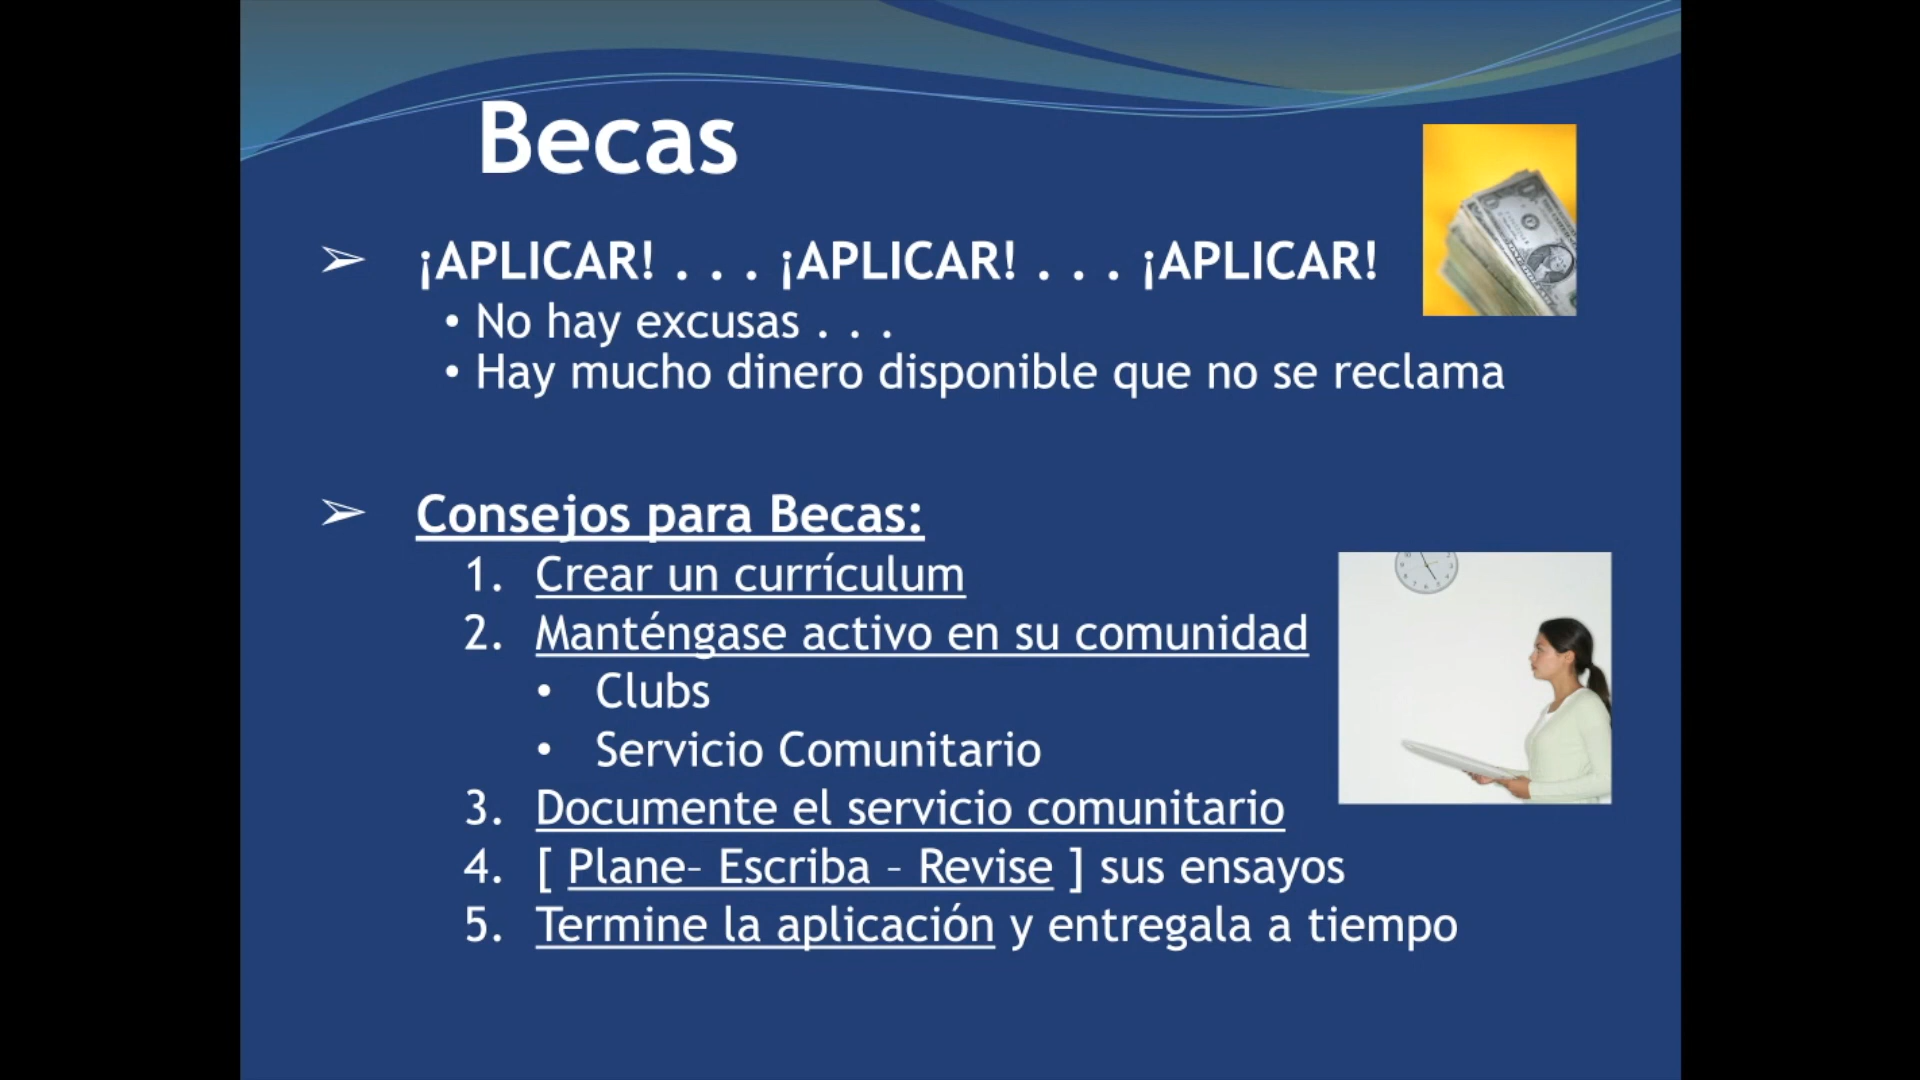 Becas
➢ ¡APLICAR! . . . ¡APLICAR! . . . ¡APLICAR!
• No hay excusas . . .
• Hay mucho dinero disponible que no se reclama
➢ Consejos para Becas:
1. Crear un currículum
2. Manténgase activo en su comunidad
• Clubs
• Servicio Comunitario
3. Documente el servicio comunitario
4. [ Plane– Escriba – Revise ] sus ensayos
5. Termine la aplicación y entregala a tiempo